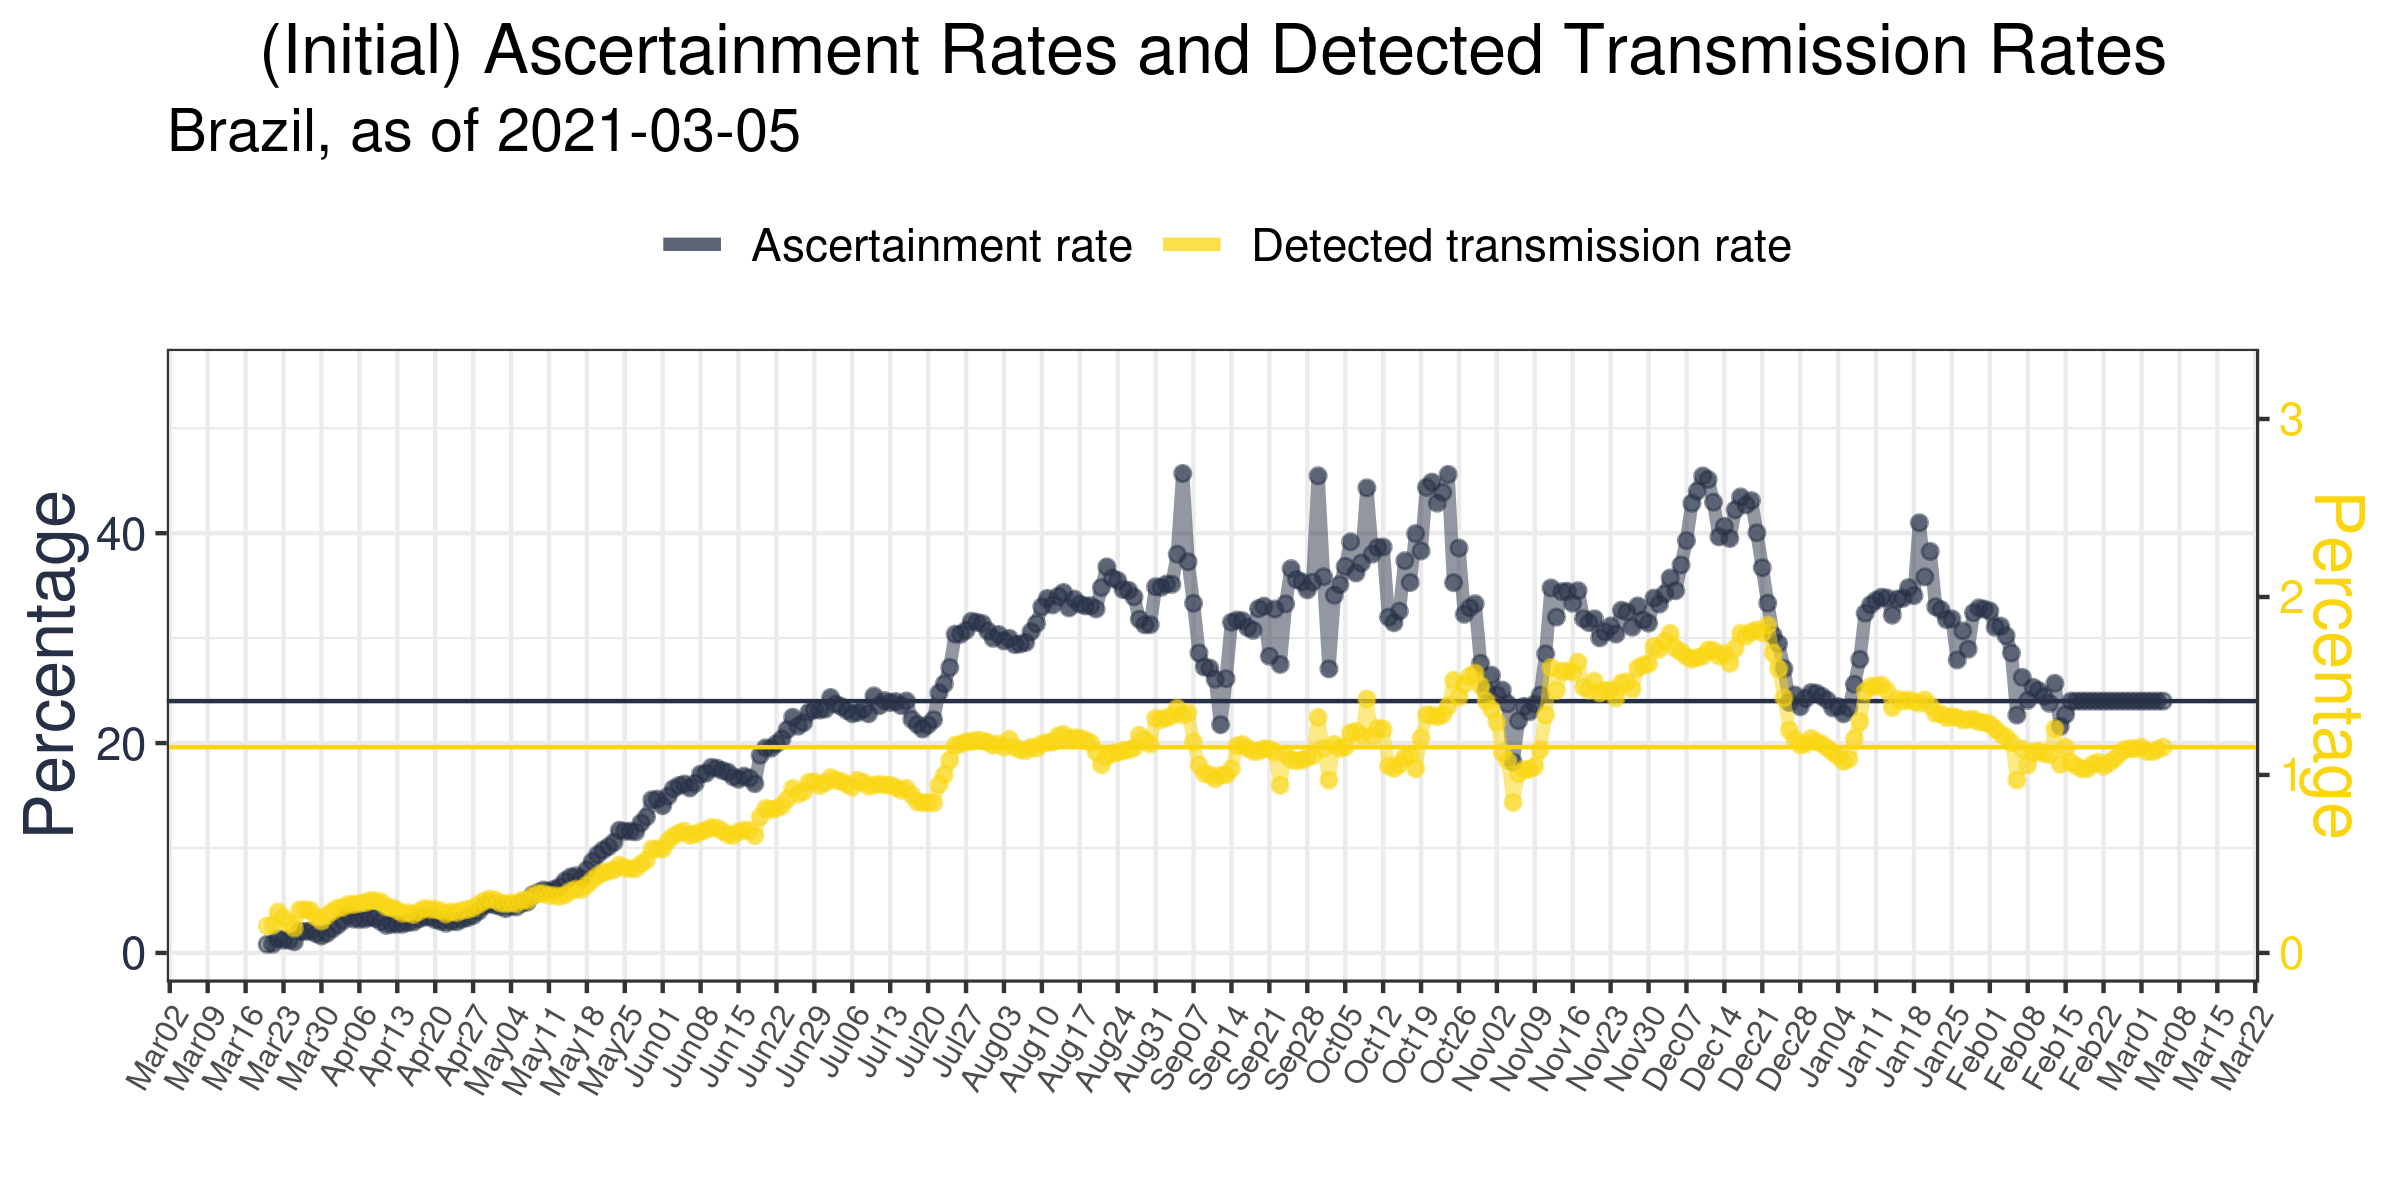 (Initial) Ascertainment Rates and Detected Transmission Rates
Brazil, as of 2021-03-05
Ascertainment rate
Detected transmission rate
Percentage
40
20
0
3
2
1
0
Percentage
Mar02
Mar09
Mar16
Mar23
Mar30
Apr06
Apr13
Apr20
Apr27
May04
May11
May18
May25
Jun01
Jun08
Jun15
Jun22
Jun29
Jul06
Jul13
Jul20
Jul27
Aug03
Aug10
Aug17
Aug24
Aug31
Sep07
Sep14
Sep21
Sep28
Oct05
Oct12
Oct19
Oct26
Nov02
Nov09
Nov16
Nov23
Nov30
Dec07
Dec14
Dec21
Dec28
Jan04
Jan11
Jan18
Jan25
Feb01
Feb08
Feb15
Feb22
Mar01
Mar08
Mar15
Mar22